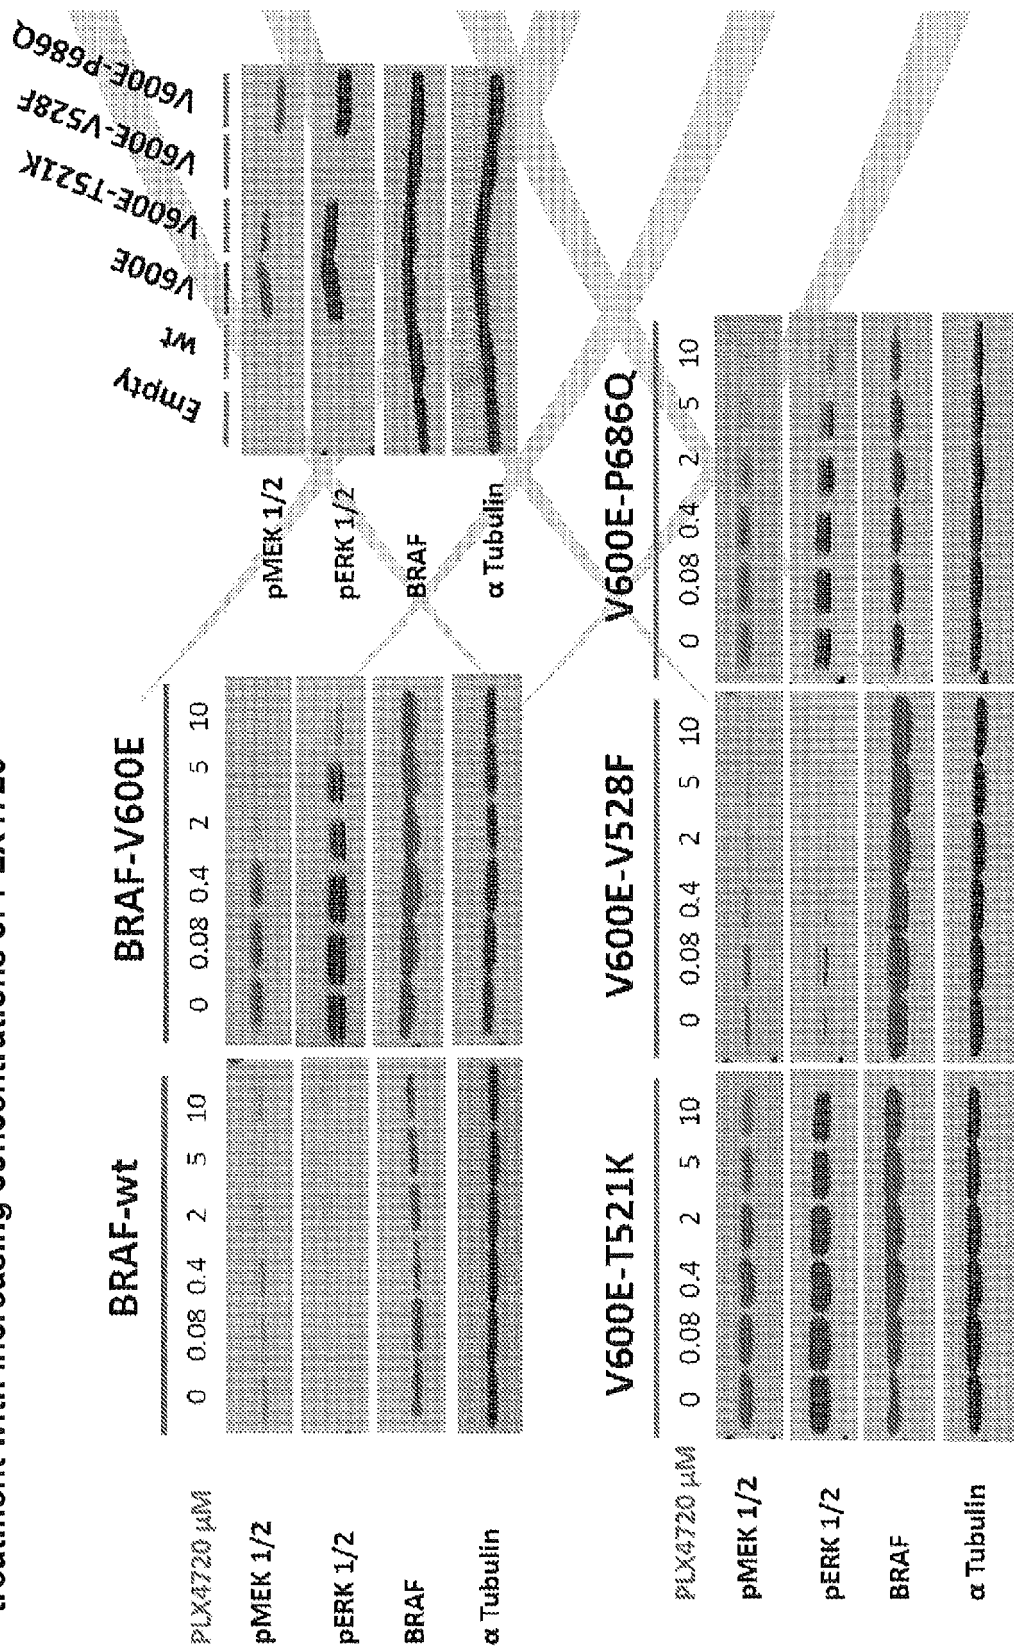 treatment with increasing concentrations of PLX4720
BRAF-wt
BRAF-V600E
PLX4720 µM 0 0.08 0.4 2 5 10 0 0.08 0.4 2 5 10
pMEK 1/2
pERK 1/2
BRAF
α Tubulin
Empty
wt
V600E
V600E-T521K
V600E-V528F
V600E-P686Q
pMEK 1/2
pERK 1/2
BRAF
α Tubulin
V600E-T521K
V600E-V528F
V600E-P686Q
PLX4720 µM 0 0.08 0.4 2 5 10 0 0.08 0.4 2 5 10 0 0.08 0.4 2 5 10
pMEK 1/2
pERK 1/2
BRAF
α Tubulin